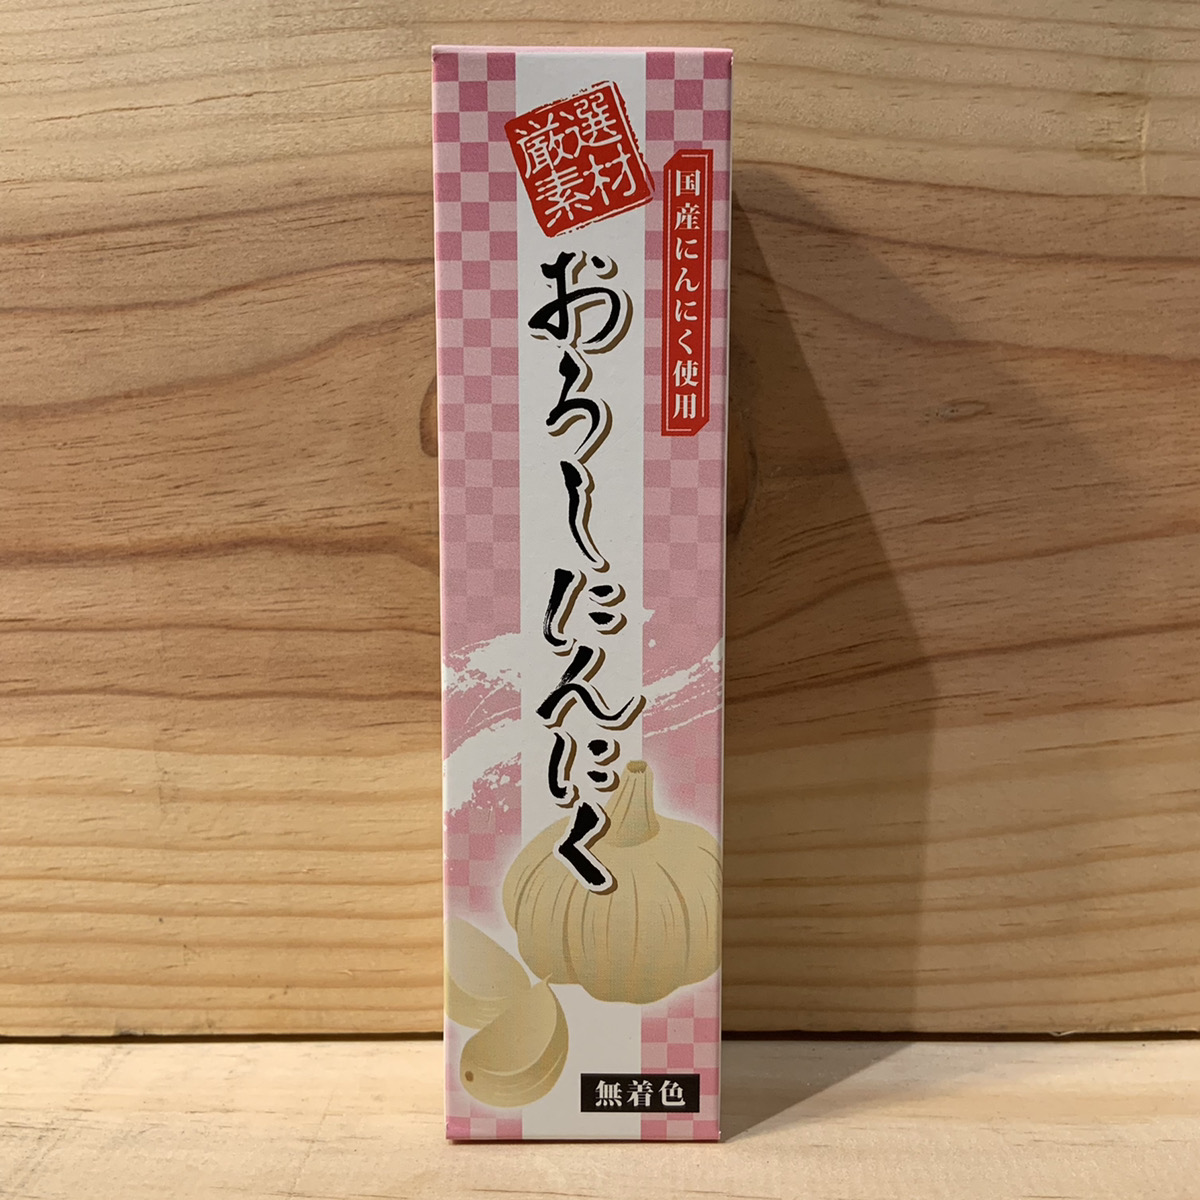 厳選
素材
国産にんにく使用
おろしにんにく
無着色